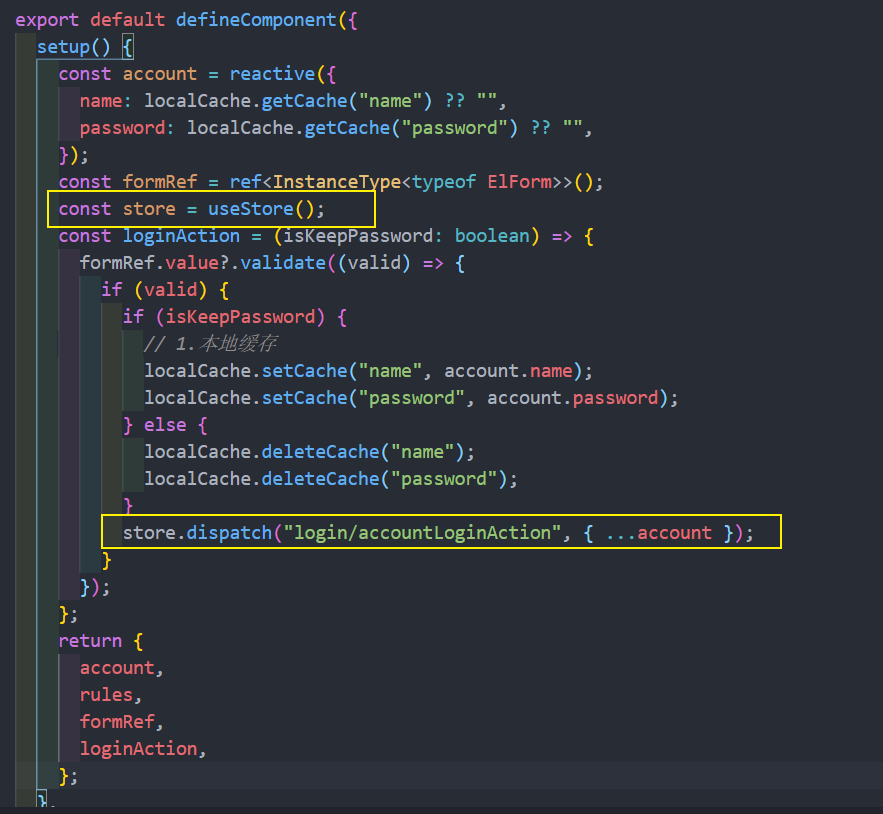 export default defineComponent({
setup() {
const account = reactive({
name: localCache.getCache("name") ?? "",
password: localCache.getCache("password") ?? "",
});
const formRef = ref<InstanceType<typeof ElForm>>();
const store = useStore();
const loginAction = (isKeepPassword: boolean) => {
formRef.value?.validate((valid) => {
if (valid) {
if (isKeepPassword) {
// 1.本地缓存
localCache.setCache("name", account.name);
localCache.setCache("password", account.password);
} else {
localCache.deleteCache("name");
localCache.deleteCache("password");
}
store.dispatch("login/accountLoginAction", { ...account });
}
});
};
return {
account,
rules,
formRef,
loginAction,
};
},